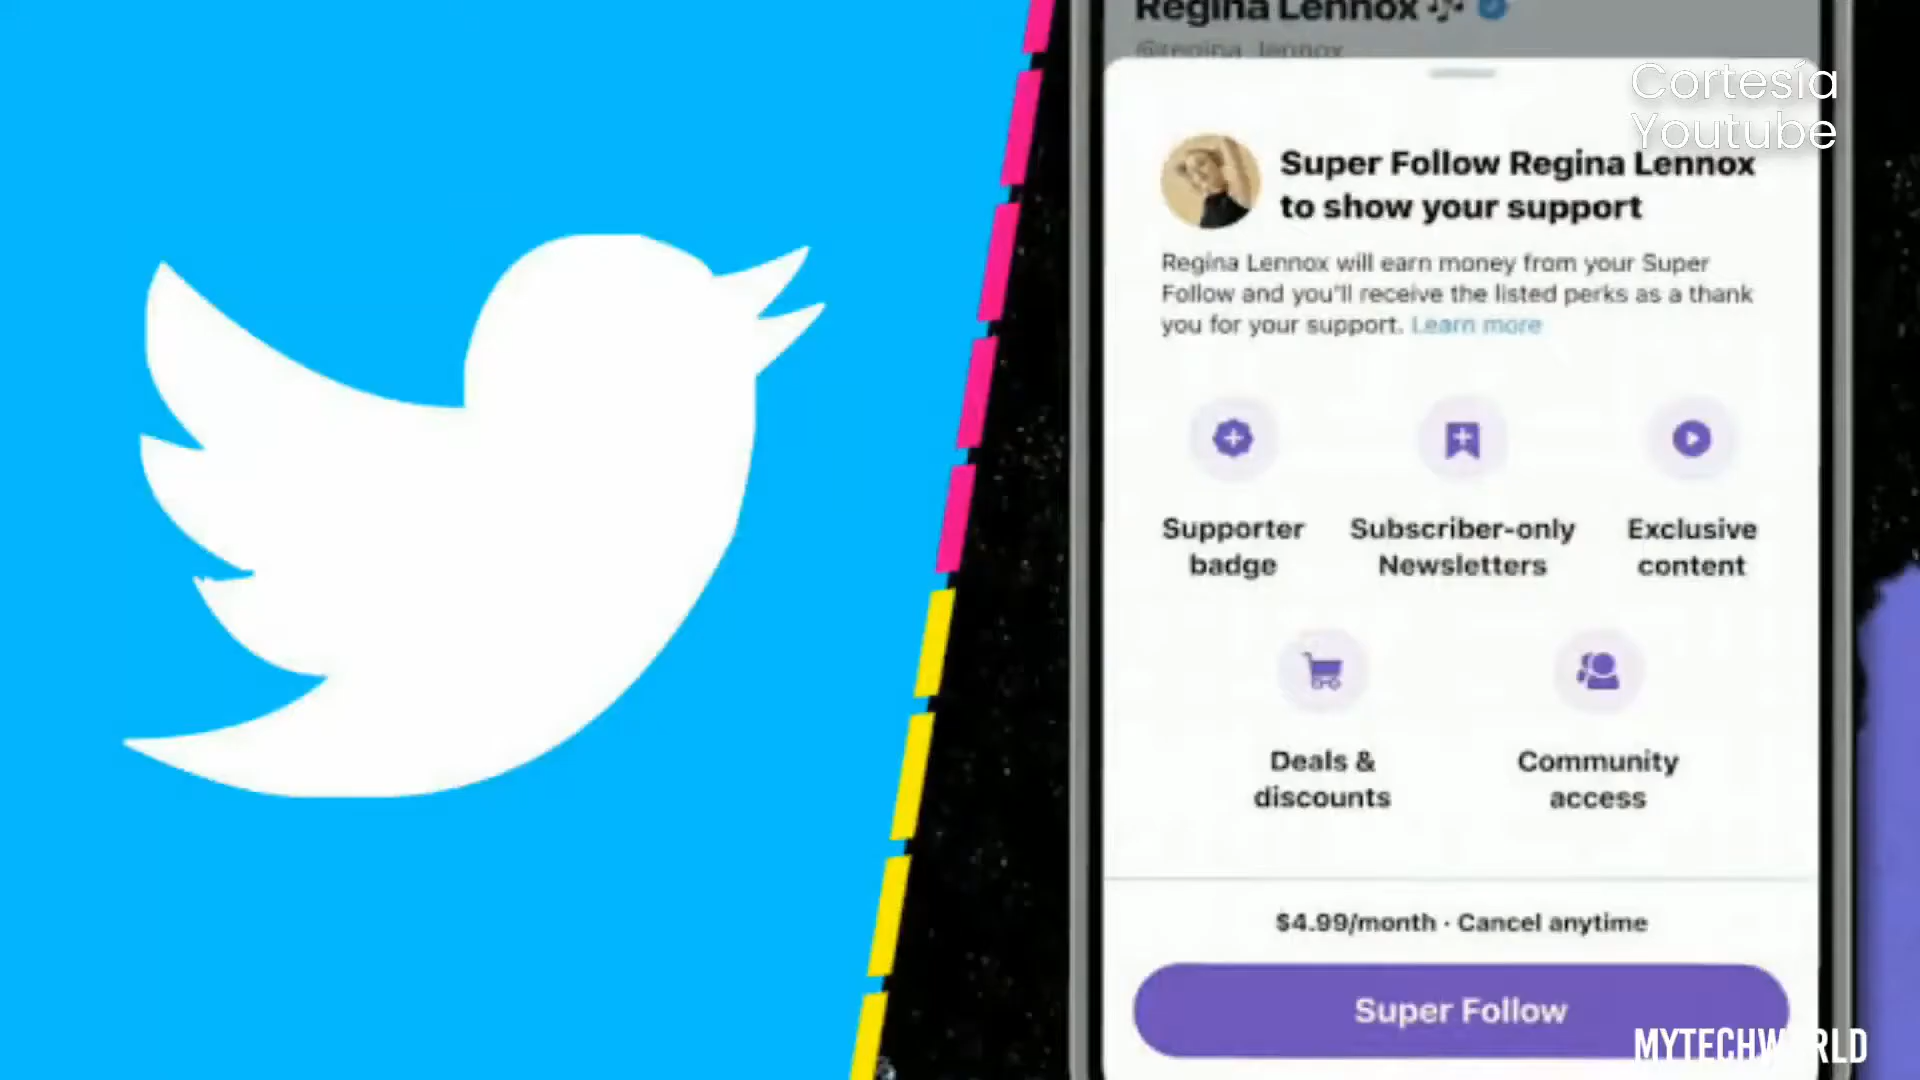 Regina Lennox
@regina_lennox
Cortesía
Youtube
Super Follow Regina Lennox
to show your support
Regina Lennox will earn money from your Super
Follow and you'll receive the listed perks as a thank
you for your support. Learn more
Supporter
badge
Subscriber-only
Newsletters
Exclusive
content
Deals &
discounts
Community
access
$4.99/month · Cancel anytime
Super Follow
MYTECHWORLD